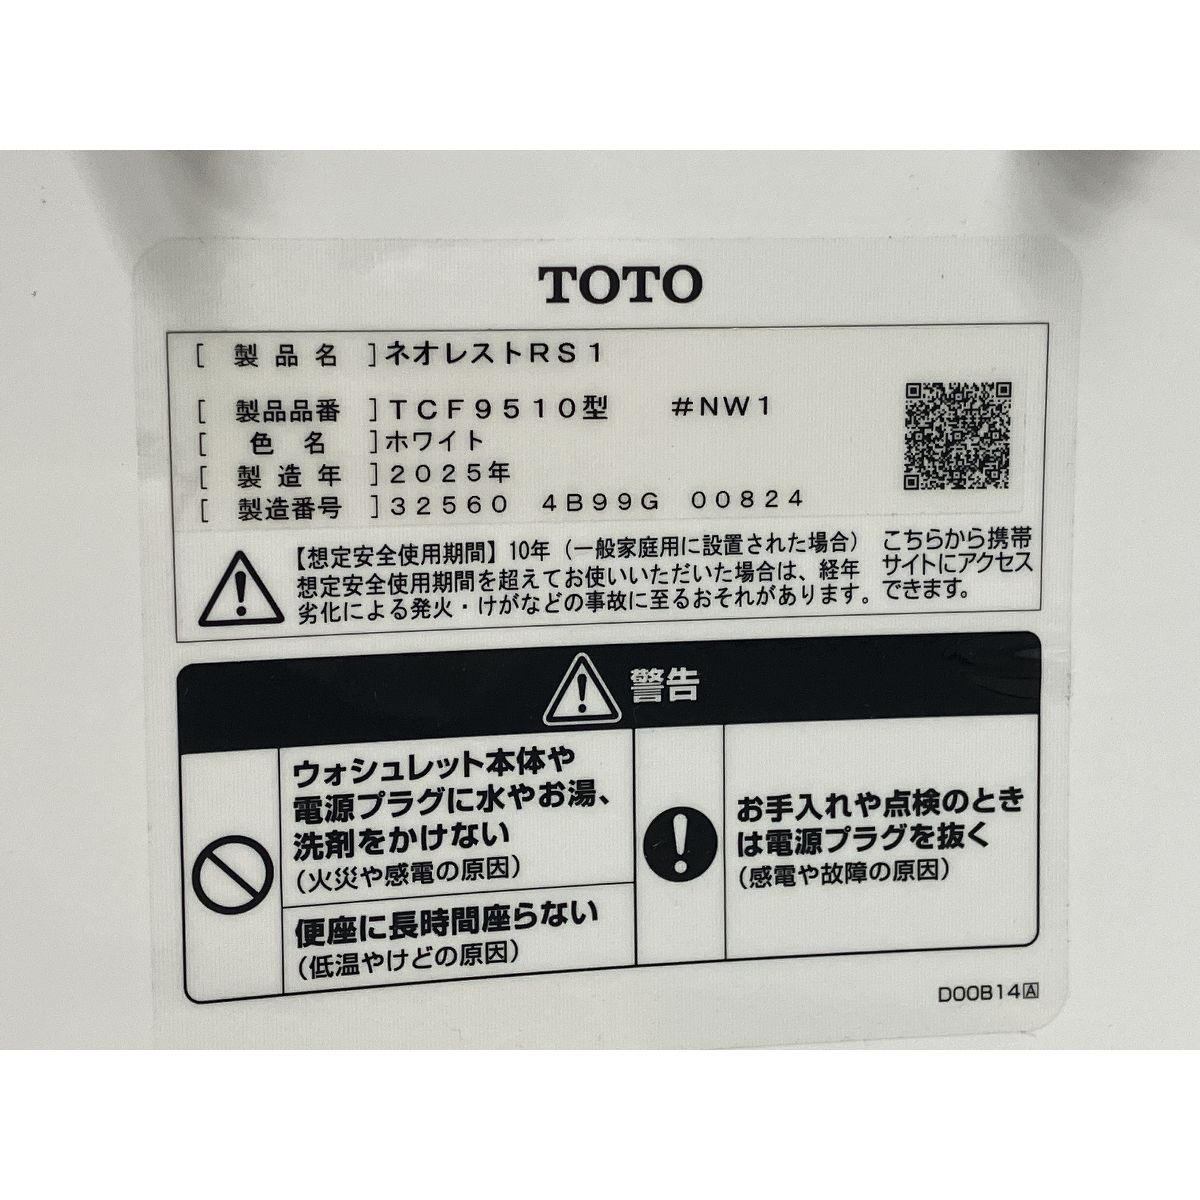 TOTO
[ 製品名 ]ネオレストRS1
[ 製品品番 ]TCF9510型 #NW1
[ 色名 ]ホワイト
[ 製造年 ]2025年
[ 製造番号 ]32560 4B99G 00824
【想定安全使用期間】10年（一般家庭用に設置された場合）
想定安全使用期間を超えてお使いいただいた場合は、経年
劣化による発火・けがなどの事故に至るおそれがあります。
こちらから携帯
サイトにアクセス
できます。
警告
ウォシュレット本体や
電源プラグに水やお湯、
洗剤をかけない
(火災や感電の原因)
便座に長時間座らない
(低温やけどの原因)
お手入れや点検のとき
は電源プラグを抜く
(感電や故障の原因)
D00B14A